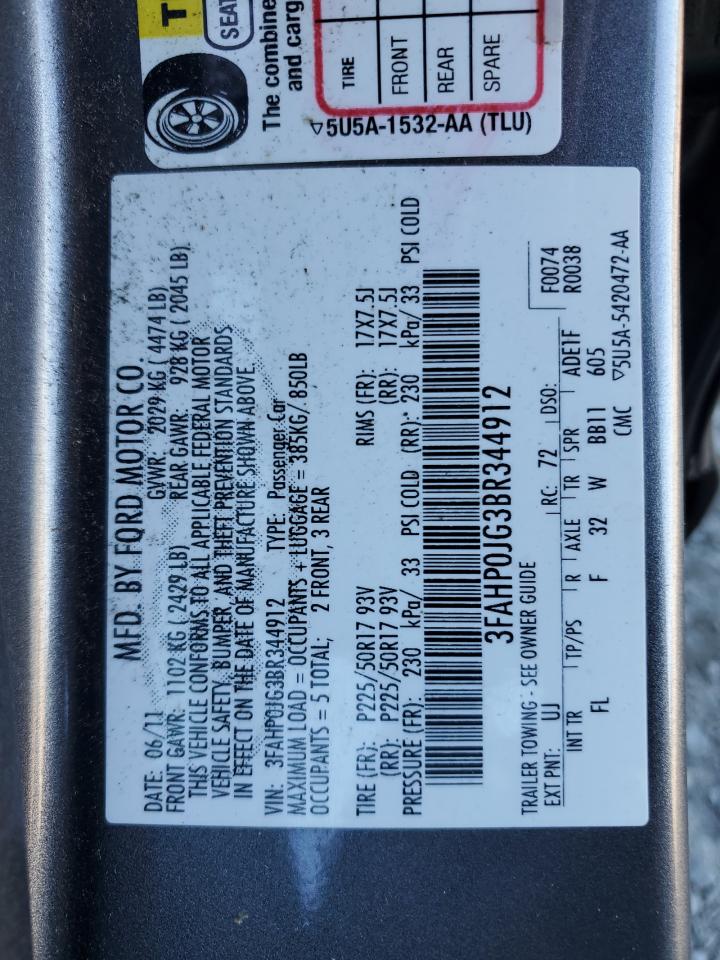 T
SEAT
The combine
and carg
TIRE
FRONT
REAR
SPARE
▽5U5A-1532-AA (TLU)
MFD. BY FORD MOTOR CO.
DATE: 06/11 GVWR: 2029 KG ( 4474 LB)
FRONT GAWR: 1102 KG ( 2429 LB) REAR GAWR: 928 KG ( 2045 LB)
THIS VEHICLE CONFORMS TO ALL APPLICABLE FEDERAL MOTOR
VEHICLE SAFETY, BUMPER, AND THEFT PREVENTION STANDARDS
IN EFFECT ON THE DATE OF MANUFACTURE SHOWN ABOVE.
VIN: 3FAHP0JG3BR344912 TYPE: Passenger Car
MAXIMUM LOAD = OCCUPANTS + LUGGAGE = 385KG/ 850LB
OCCUPANTS = 5 TOTAL; 2 FRONT, 3 REAR
TIRE (FR): P225/50R17 93V RIMS (FR): 17X7.5J
(RR): P225/50R17 93V (RR): 17X7.5J
PRESSURE (FR): 230 kPa/ 33 PSI COLD (RR): 230 kPa/ 33 PSI COLD
3FAHP0JG3BR344912
TRAILER TOWING - SEE OWNER GUIDE
EXT PNT: UJ RC: 72 DSO: F0074
R0038
INT TR TP/PS R AXLE TR SPR ADE1F
FL F 32 W BB11 605
CMC ▽5U5A-5420472-AA